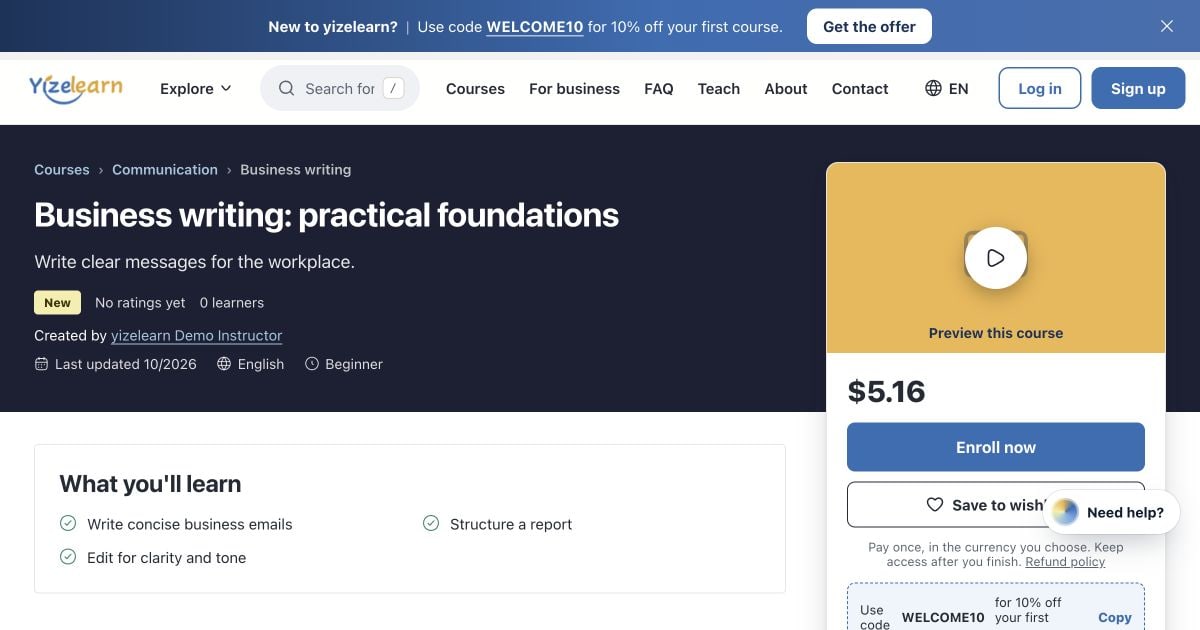 New to yizelearn? | Use code WELCOME10 for 10% off your first course. Get the offer
Yizelearn Explore Search for / Courses For business FAQ Teach About Contact EN Log in Sign up
Courses › Communication › Business writing
Business writing: practical foundations
Write clear messages for the workplace.
New No ratings yet 0 learners
Created by yizelearn Demo Instructor
Last updated 10/2026 English Beginner
Preview this course
$5.16
Enroll now
Save to wish
Need help?
Pay once, in the currency you choose. Keep
access after you finish. Refund policy
Use
code
WELCOME10
for 10% off
your first
Copy
What you'll learn
Write concise business emails
Structure a report
Edit for clarity and tone